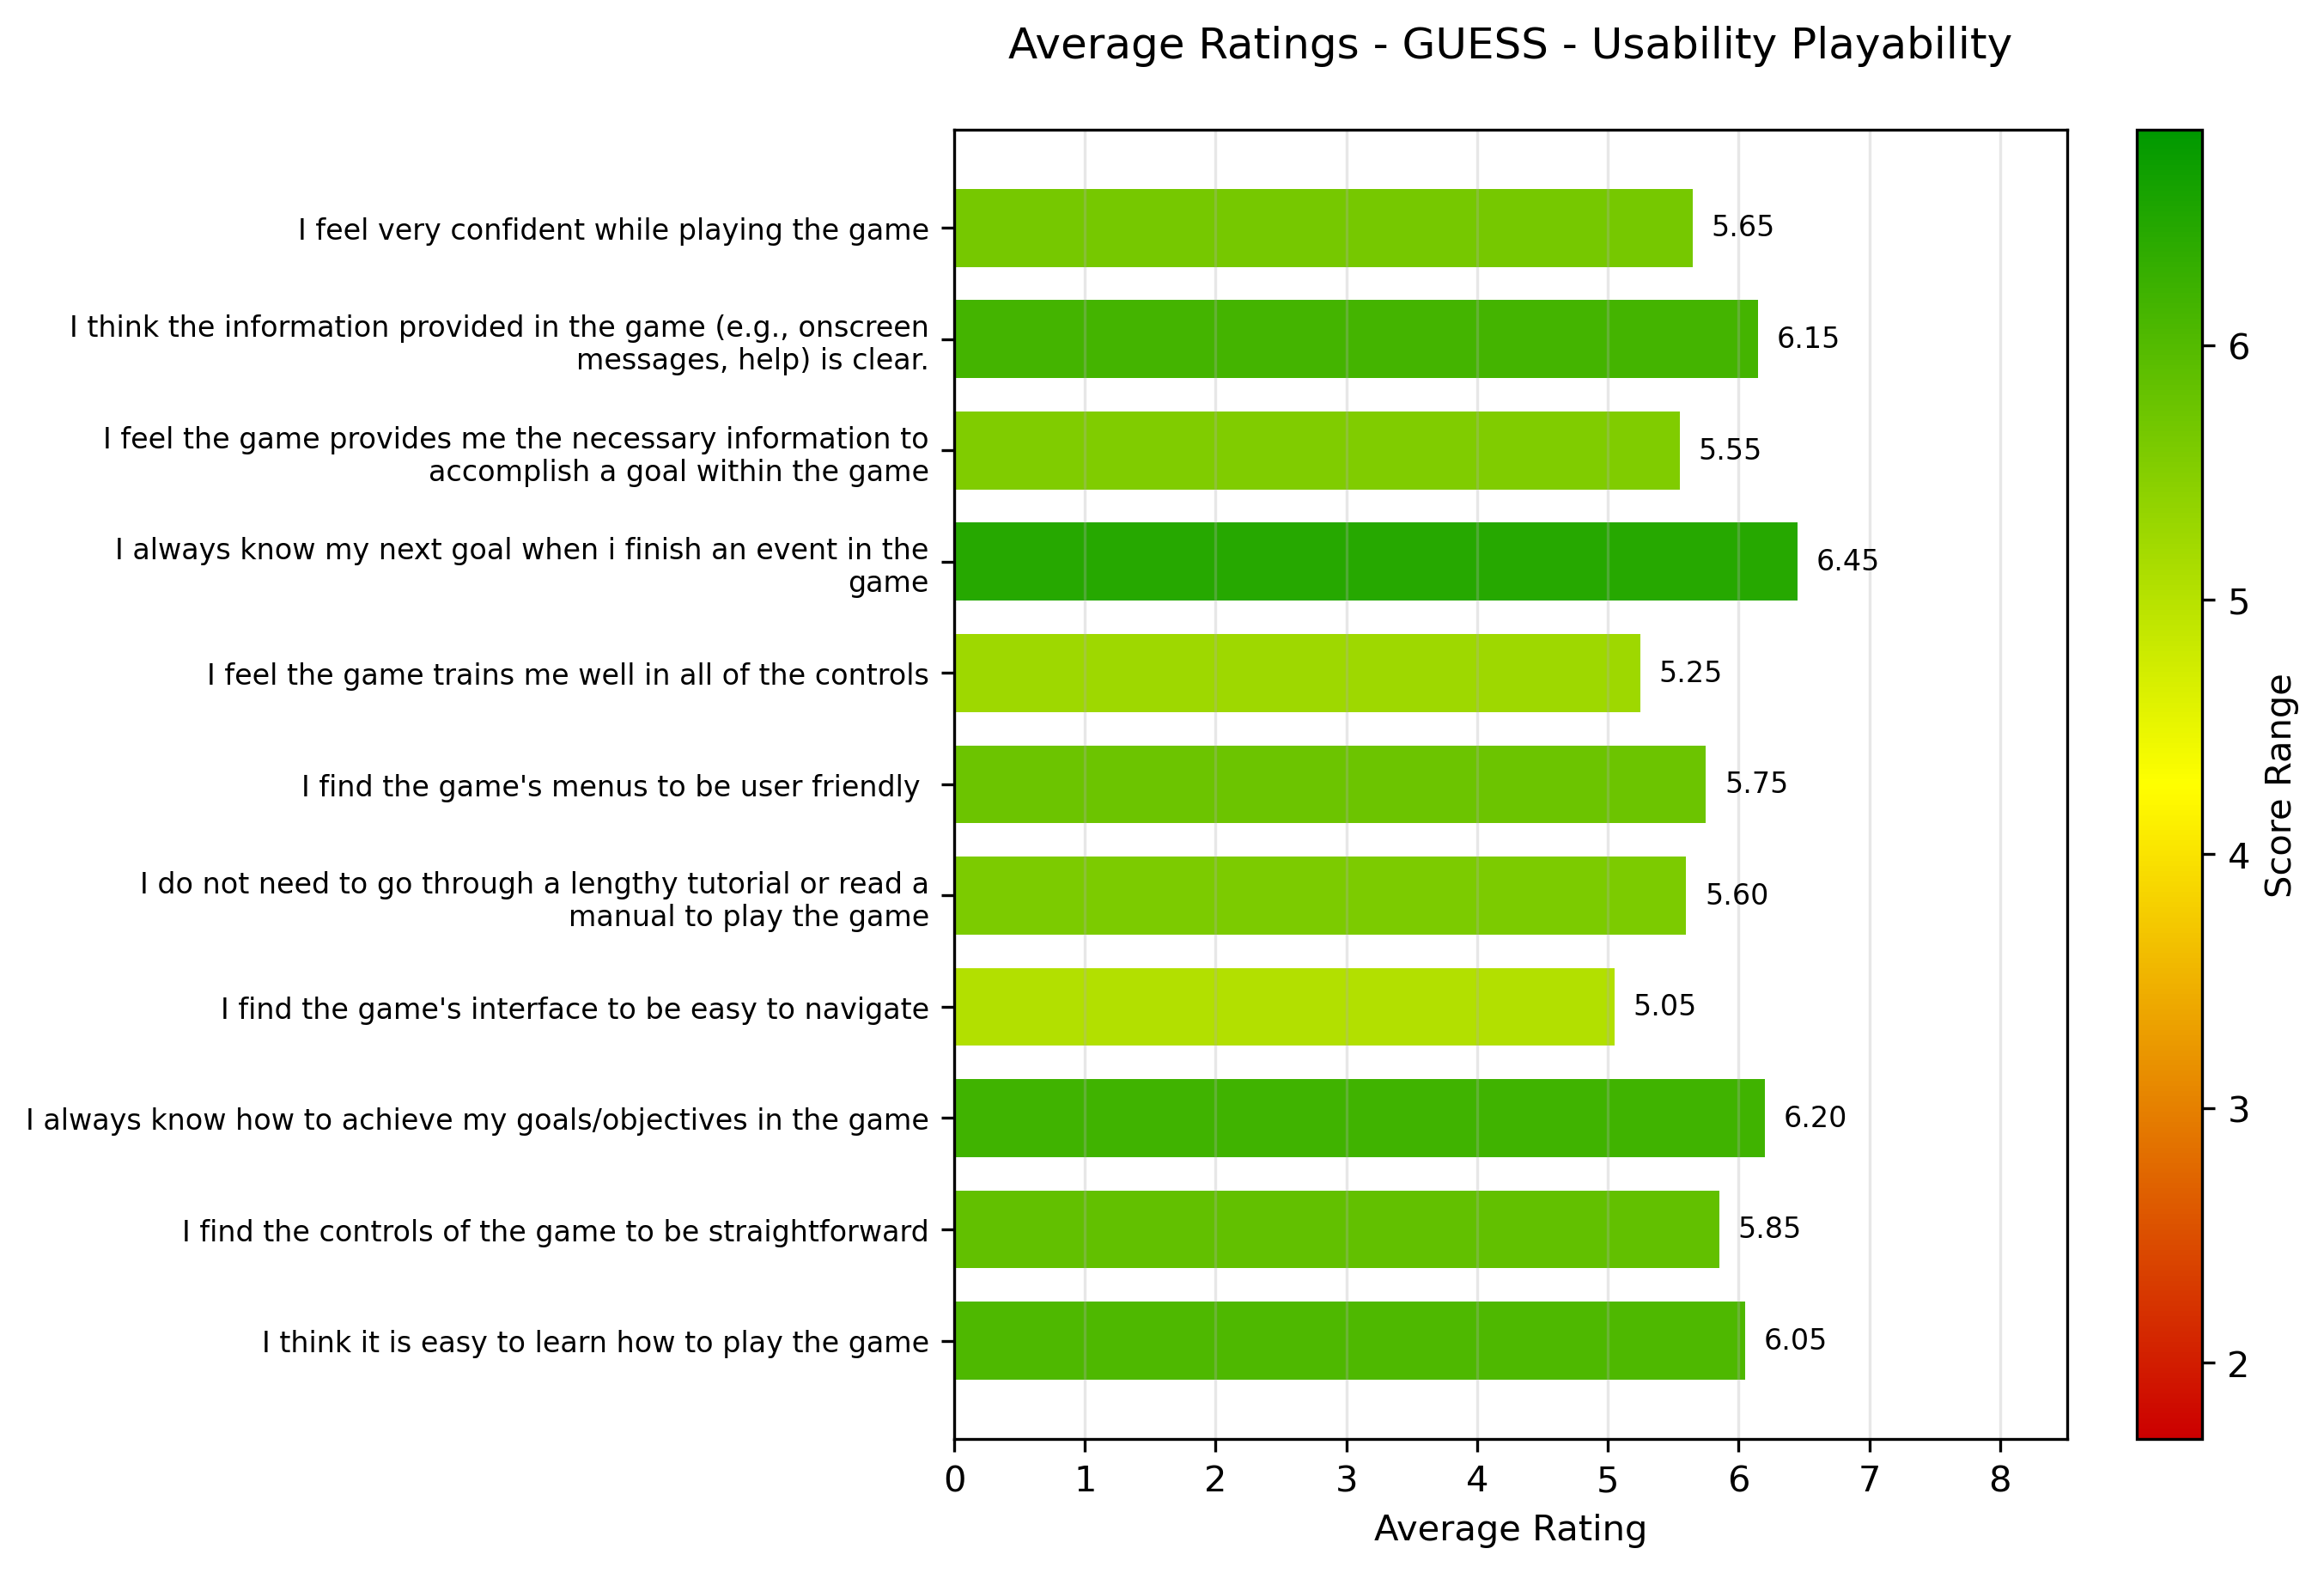 Average Ratings - GUESS - Usability Playability
I feel very confident while playing the game
5.65
I think the information provided in the game (e.g., onscreen
messages, help) is clear.
6.15
I feel the game provides me the necessary information to
accomplish a goal within the game
5.55
I always know my next goal when i finish an event in the
game
6.45
I feel the game trains me well in all of the controls
5.25
I find the game's menus to be user friendly
5.75
I do not need to go through a lengthy tutorial or read a
manual to play the game
5.60
I find the game's interface to be easy to navigate
5.05
I always know how to achieve my goals/objectives in the game
6.20
I find the controls of the game to be straightforward
5.85
I think it is easy to learn how to play the game
6.05
0 1 2 3 4 5 6 7 8
Average Rating
6
5
4
3
2
Score Range